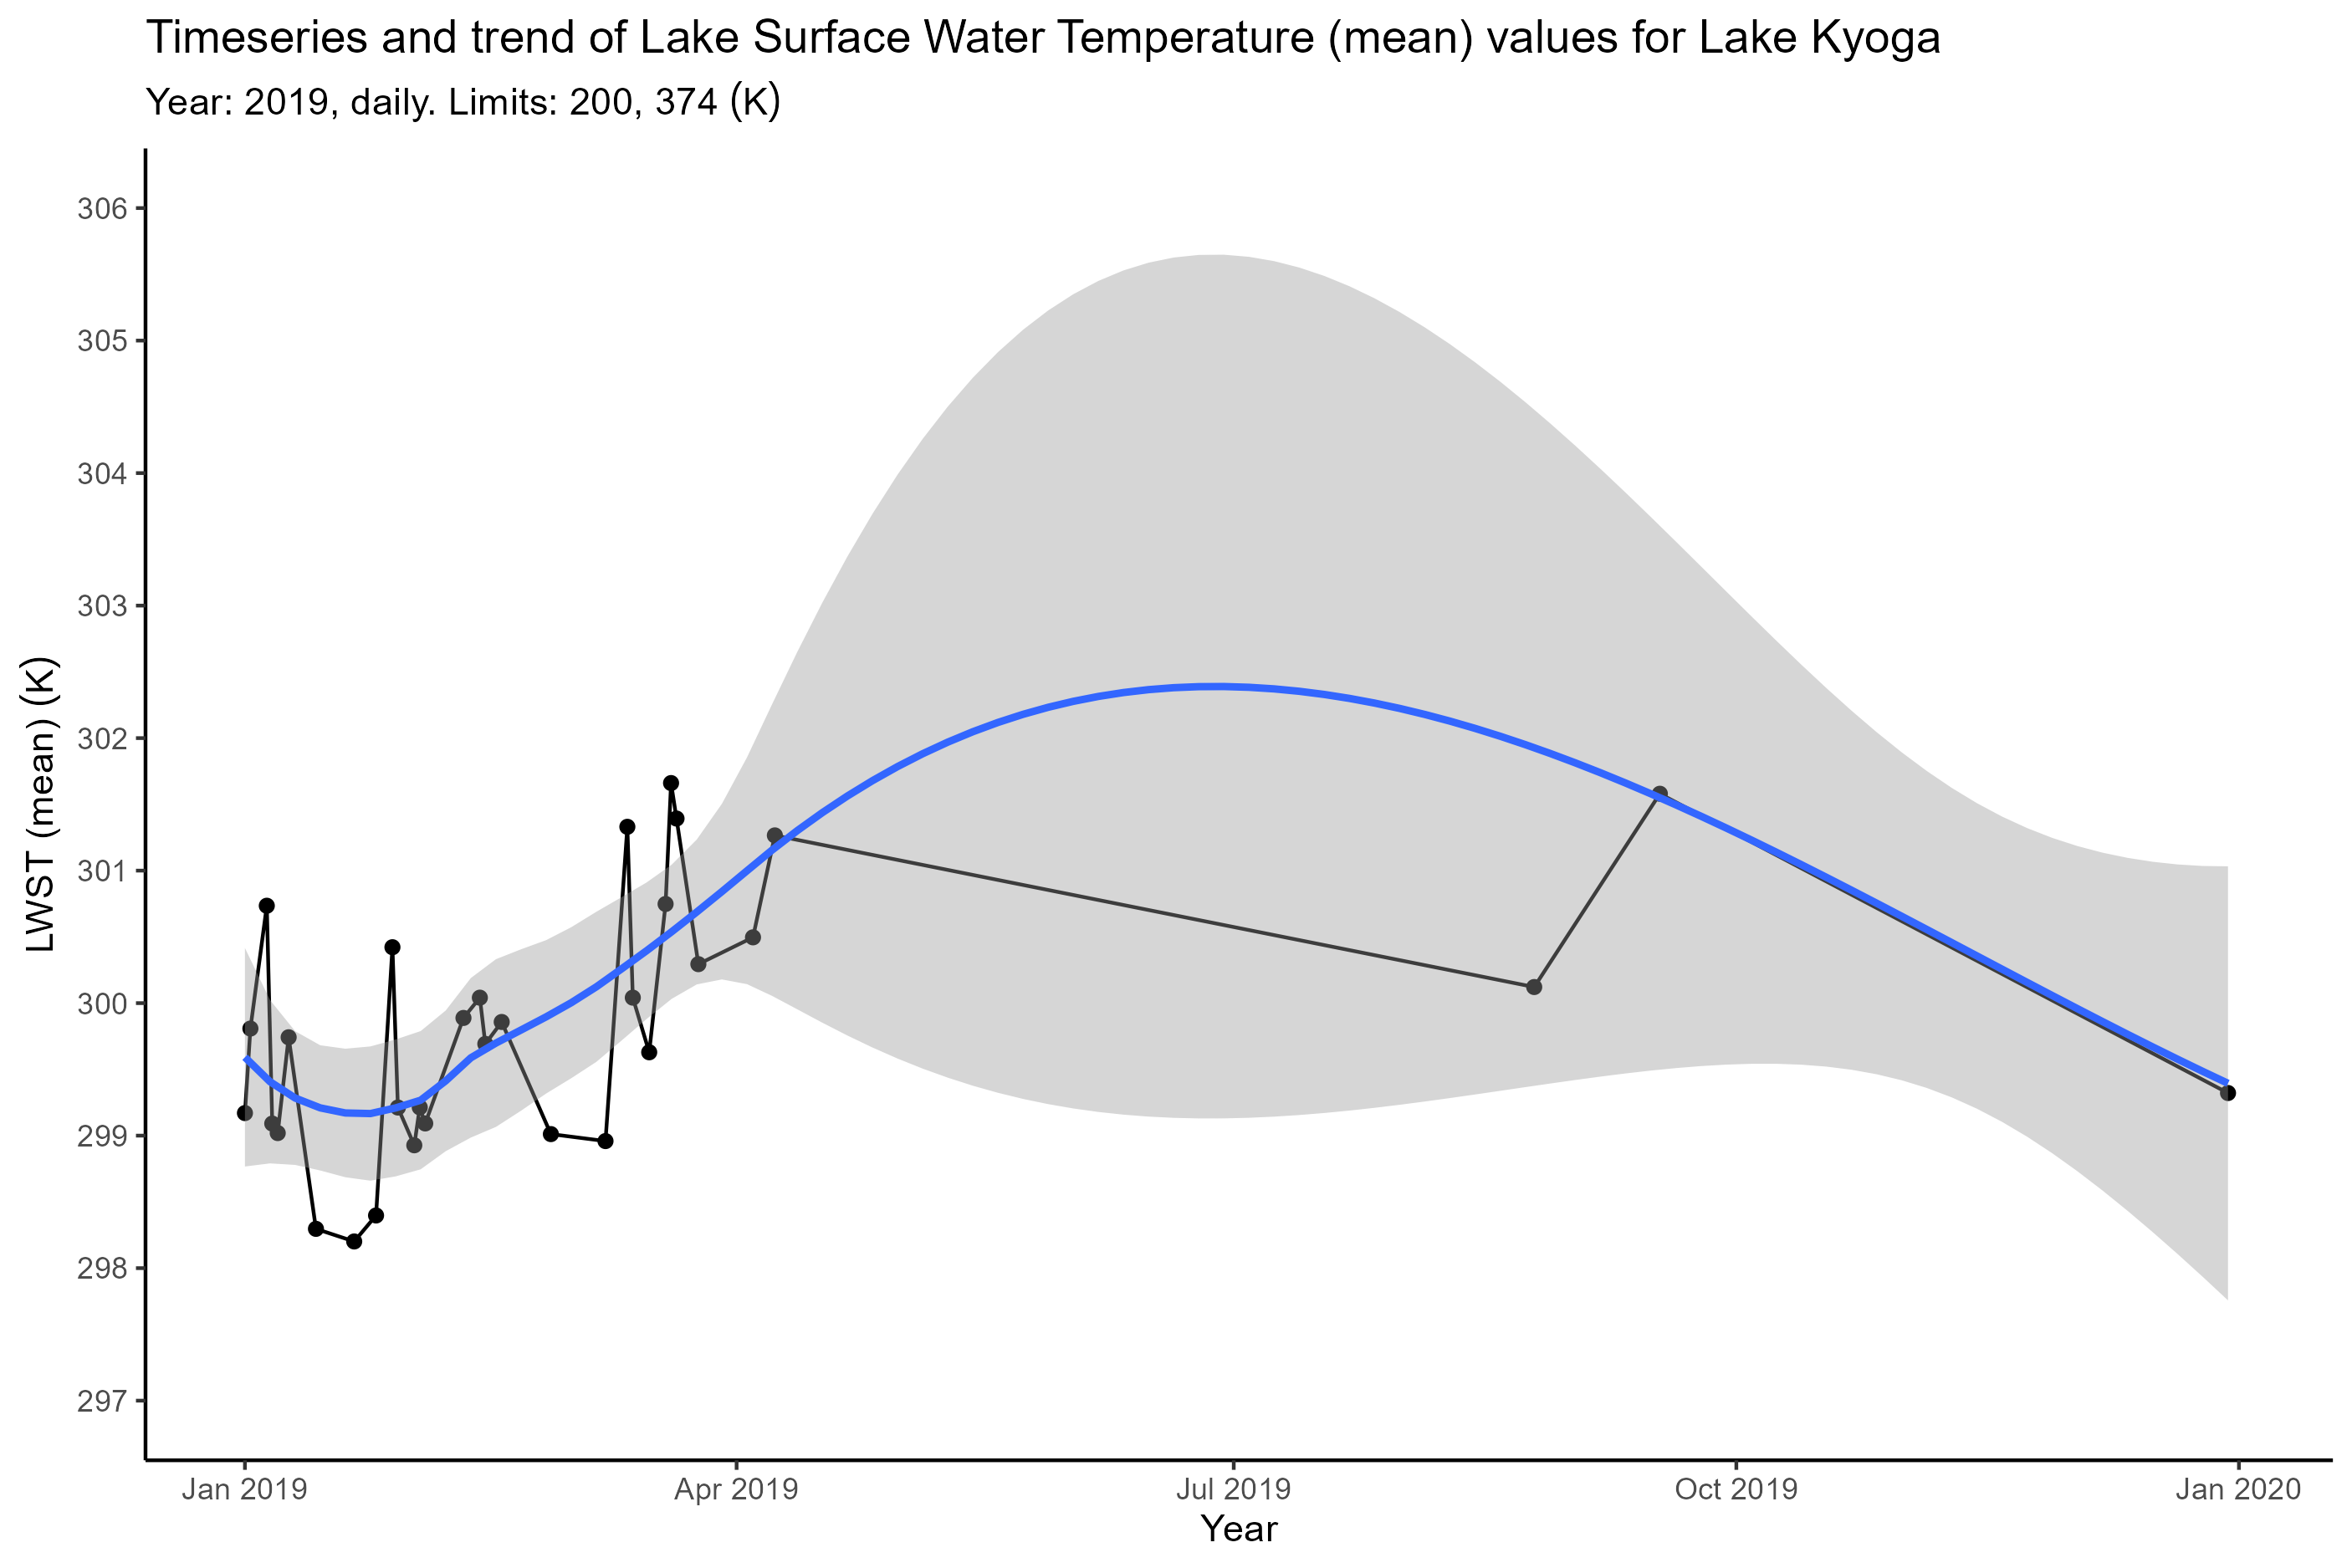 Timeseries and trend of Lake Surface Water Temperature (mean) values for Lake Kyoga
Year: 2019, daily. Limits: 200, 374 (K)
LWST (mean) (K)
306
305
304
303
302
301
300
299
298
297
Jan 2019 Apr 2019 Jul 2019 Oct 2019 Jan 2020
Year